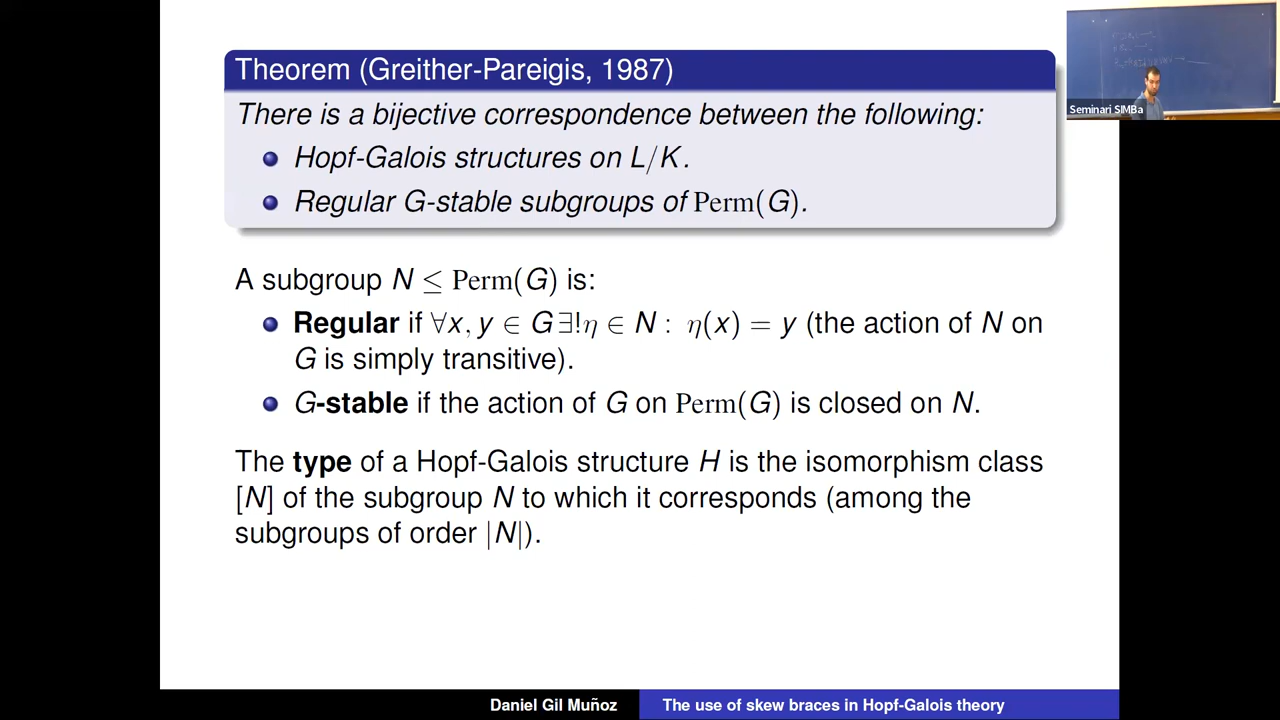 Theorem (Greither-Pareigis, 1987)
There is a bijective correspondence between the following:
Hopf-Galois structures on L/K.
Regular G-stable subgroups of Perm(G).
A subgroup N ≤ Perm(G) is:
Regular if ∀x, y ∈ G ∃!η ∈ N : η(x) = y (the action of N on
G is simply transitive).
G-stable if the action of G on Perm(G) is closed on N.
The type of a Hopf-Galois structure H is the isomorphism class
[N] of the subgroup N to which it corresponds (among the
subgroups of order |N|).
Seminari SIMBa
Daniel Gil Muñoz
The use of skew braces in Hopf-Galois theory